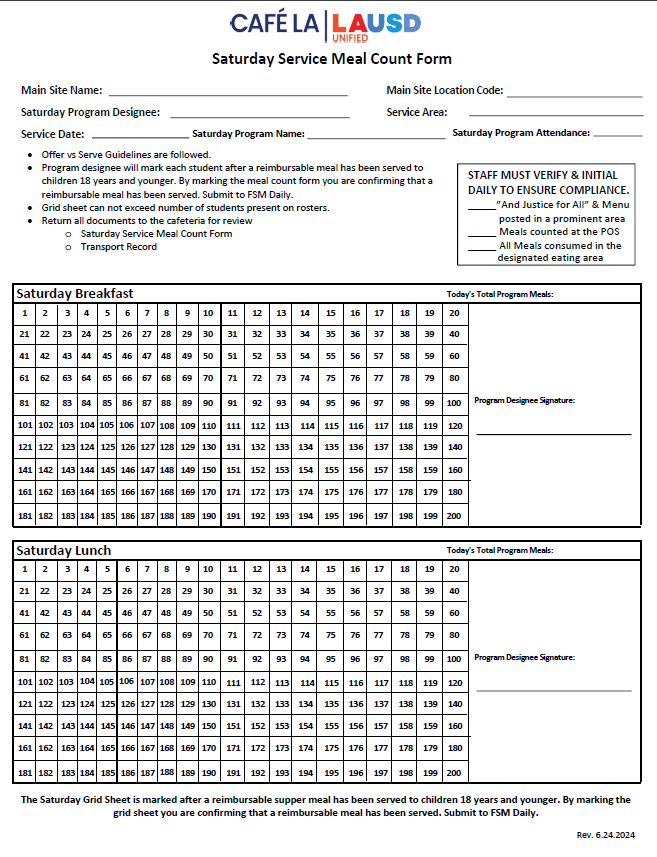 CAFÉ LA | LAUSD
UNIFIED
Saturday Service Meal Count Form
Main Site Name: ____ Main Site Location Code: ____
Saturday Program Designee: ____ Service Area: ____
Service Date: ____ Saturday Program Name: ____ Saturday Program Attendance: ____
• Offer vs Serve Guidelines are followed.
• Program designee will mark each student after a reimbursable meal has been served to
children 18 years and younger. By marking the meal count form you are confirming that a
reimbursable meal has been served. Submit to FSM Daily.
• Grid sheet can not exceed number of students present on rosters.
• Return all documents to the cafeteria for review
o Saturday Service Meal Count Form
o Transport Record
STAFF MUST VERIFY & INITIAL
DAILY TO ENSURE COMPLIANCE.
____"And Justice for All" & Menu
posted in a prominent area
____ Meals counted at the POS
____ All Meals consumed in the
designated eating area
Saturday Breakfast Today's Total Program Meals:
1 2 3 4 5 6 7 8 9 10 11 12 13 14 15 16 17 18 19 20
21 22 23 24 25 26 27 28 29 30 31 32 33 34 35 36 37 38 39 40
41 42 43 44 45 46 47 48 49 50 51 52 53 54 55 56 57 58 59 60
61 62 63 64 65 66 67 68 69 70 71 72 73 74 75 76 77 78 79 80
81 82 83 84 85 86 87 88 89 90 91 92 93 94 95 96 97 98 99 100
Program Designee Signature:
101 102 103 104 105 106 107 108 109 110 111 112 113 114 115 116 117 118 119 120
121 122 123 124 125 126 127 128 129 130 131 132 133 134 135 136 137 138 139 140
141 142 143 144 145 146 147 148 149 150 151 152 153 154 155 156 157 158 159 160
161 162 163 164 165 166 167 168 169 170 171 172 173 174 175 176 177 178 179 180
181 182 183 184 185 186 187 188 189 190 191 192 193 194 195 196 197 198 199 200
Saturday Lunch Today's Total Program Meals:
1 2 3 4 5 6 7 8 9 10 11 12 13 14 15 16 17 18 19 20
21 22 23 24 25 26 27 28 29 30 31 32 33 34 35 36 37 38 39 40
41 42 43 44 45 46 47 48 49 50 51 52 53 54 55 56 57 58 59 60
61 62 63 64 65 66 67 68 69 70 71 72 73 74 75 76 77 78 79 80
81 82 83 84 85 86 87 88 89 90 91 92 93 94 95 96 97 98 99 100
Program Designee Signature:
101 102 103 104 105 106 107 108 109 110 111 112 113 114 115 116 117 118 119 120
121 122 123 124 125 126 127 128 129 130 131 132 133 134 135 136 137 138 139 140
141 142 143 144 145 146 147 148 149 150 151 152 153 154 155 156 157 158 159 160
161 162 163 164 165 166 167 168 169 170 171 172 173 174 175 176 177 178 179 180
181 182 183 184 185 186 187 188 189 190 191 192 193 194 195 196 197 198 199 200
The Saturday Grid Sheet is marked after a reimbursable supper meal has been served to children 18 years and younger. By marking the
grid sheet you are confirming that a reimbursable meal has been served. Submit to FSM Daily.
Rev. 6.24.2024